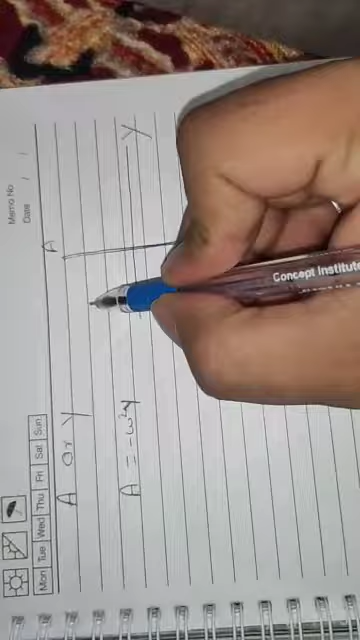 Mon Tue Wed Thu Fri Sat Sun
Memo No
Date / /
A or y
A = -ω²y
A
y
Concept Institute